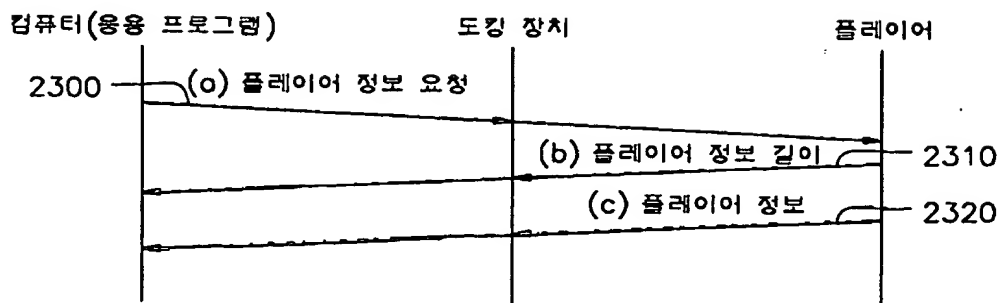 컴퓨터(응용 프로그램) 도킹 장치 플레이어
2300 (a) 플레이어 정보 요청
(b) 플레이어 정보 길이 2310
(c) 플레이어 정보 2320